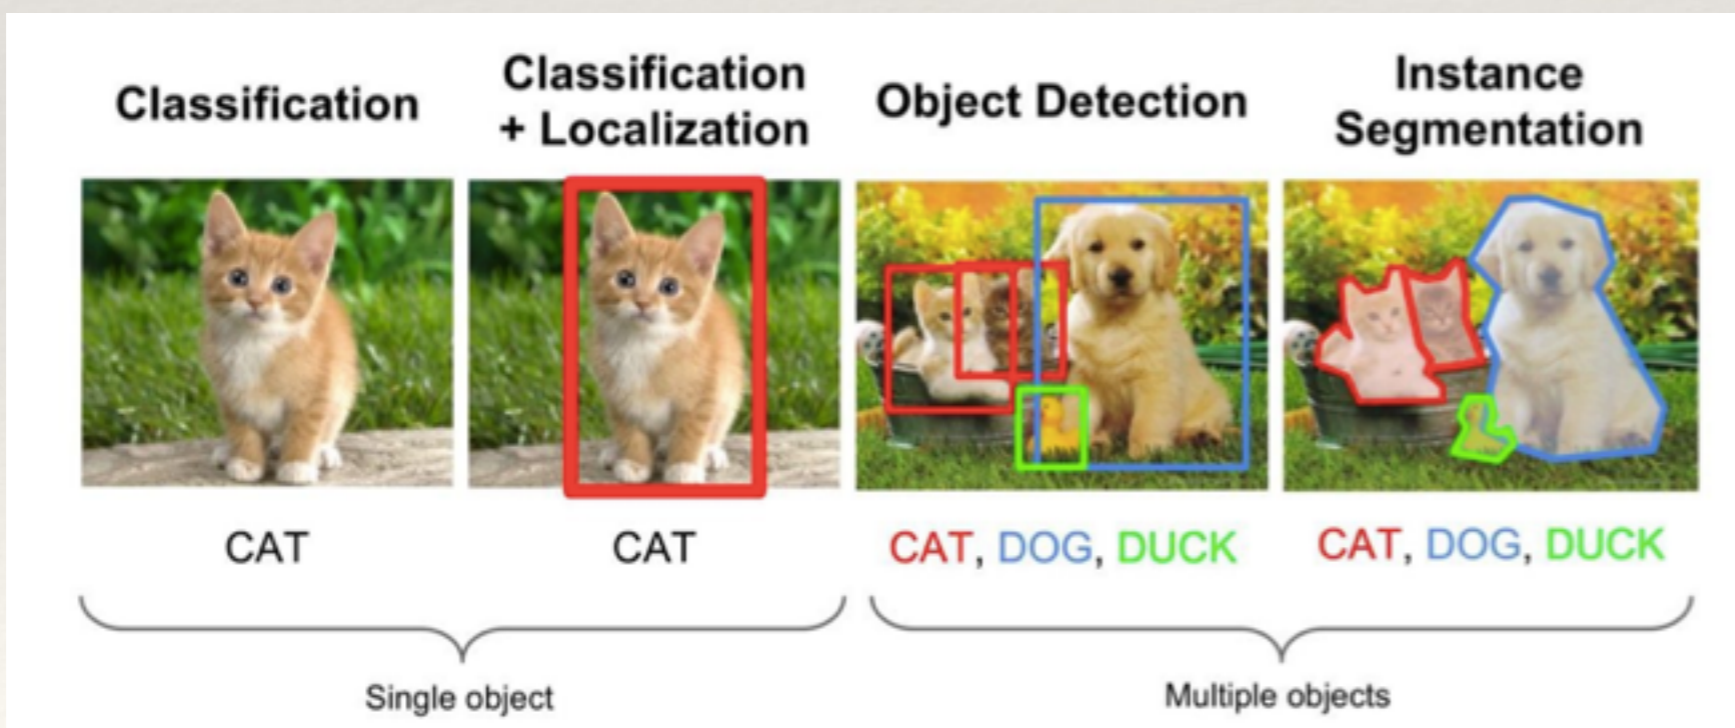 Classification
Classification
+ Localization
Object Detection
Instance
Segmentation
CAT
CAT
CAT, DOG, DUCK
CAT, DOG, DUCK
Single object
Multiple objects